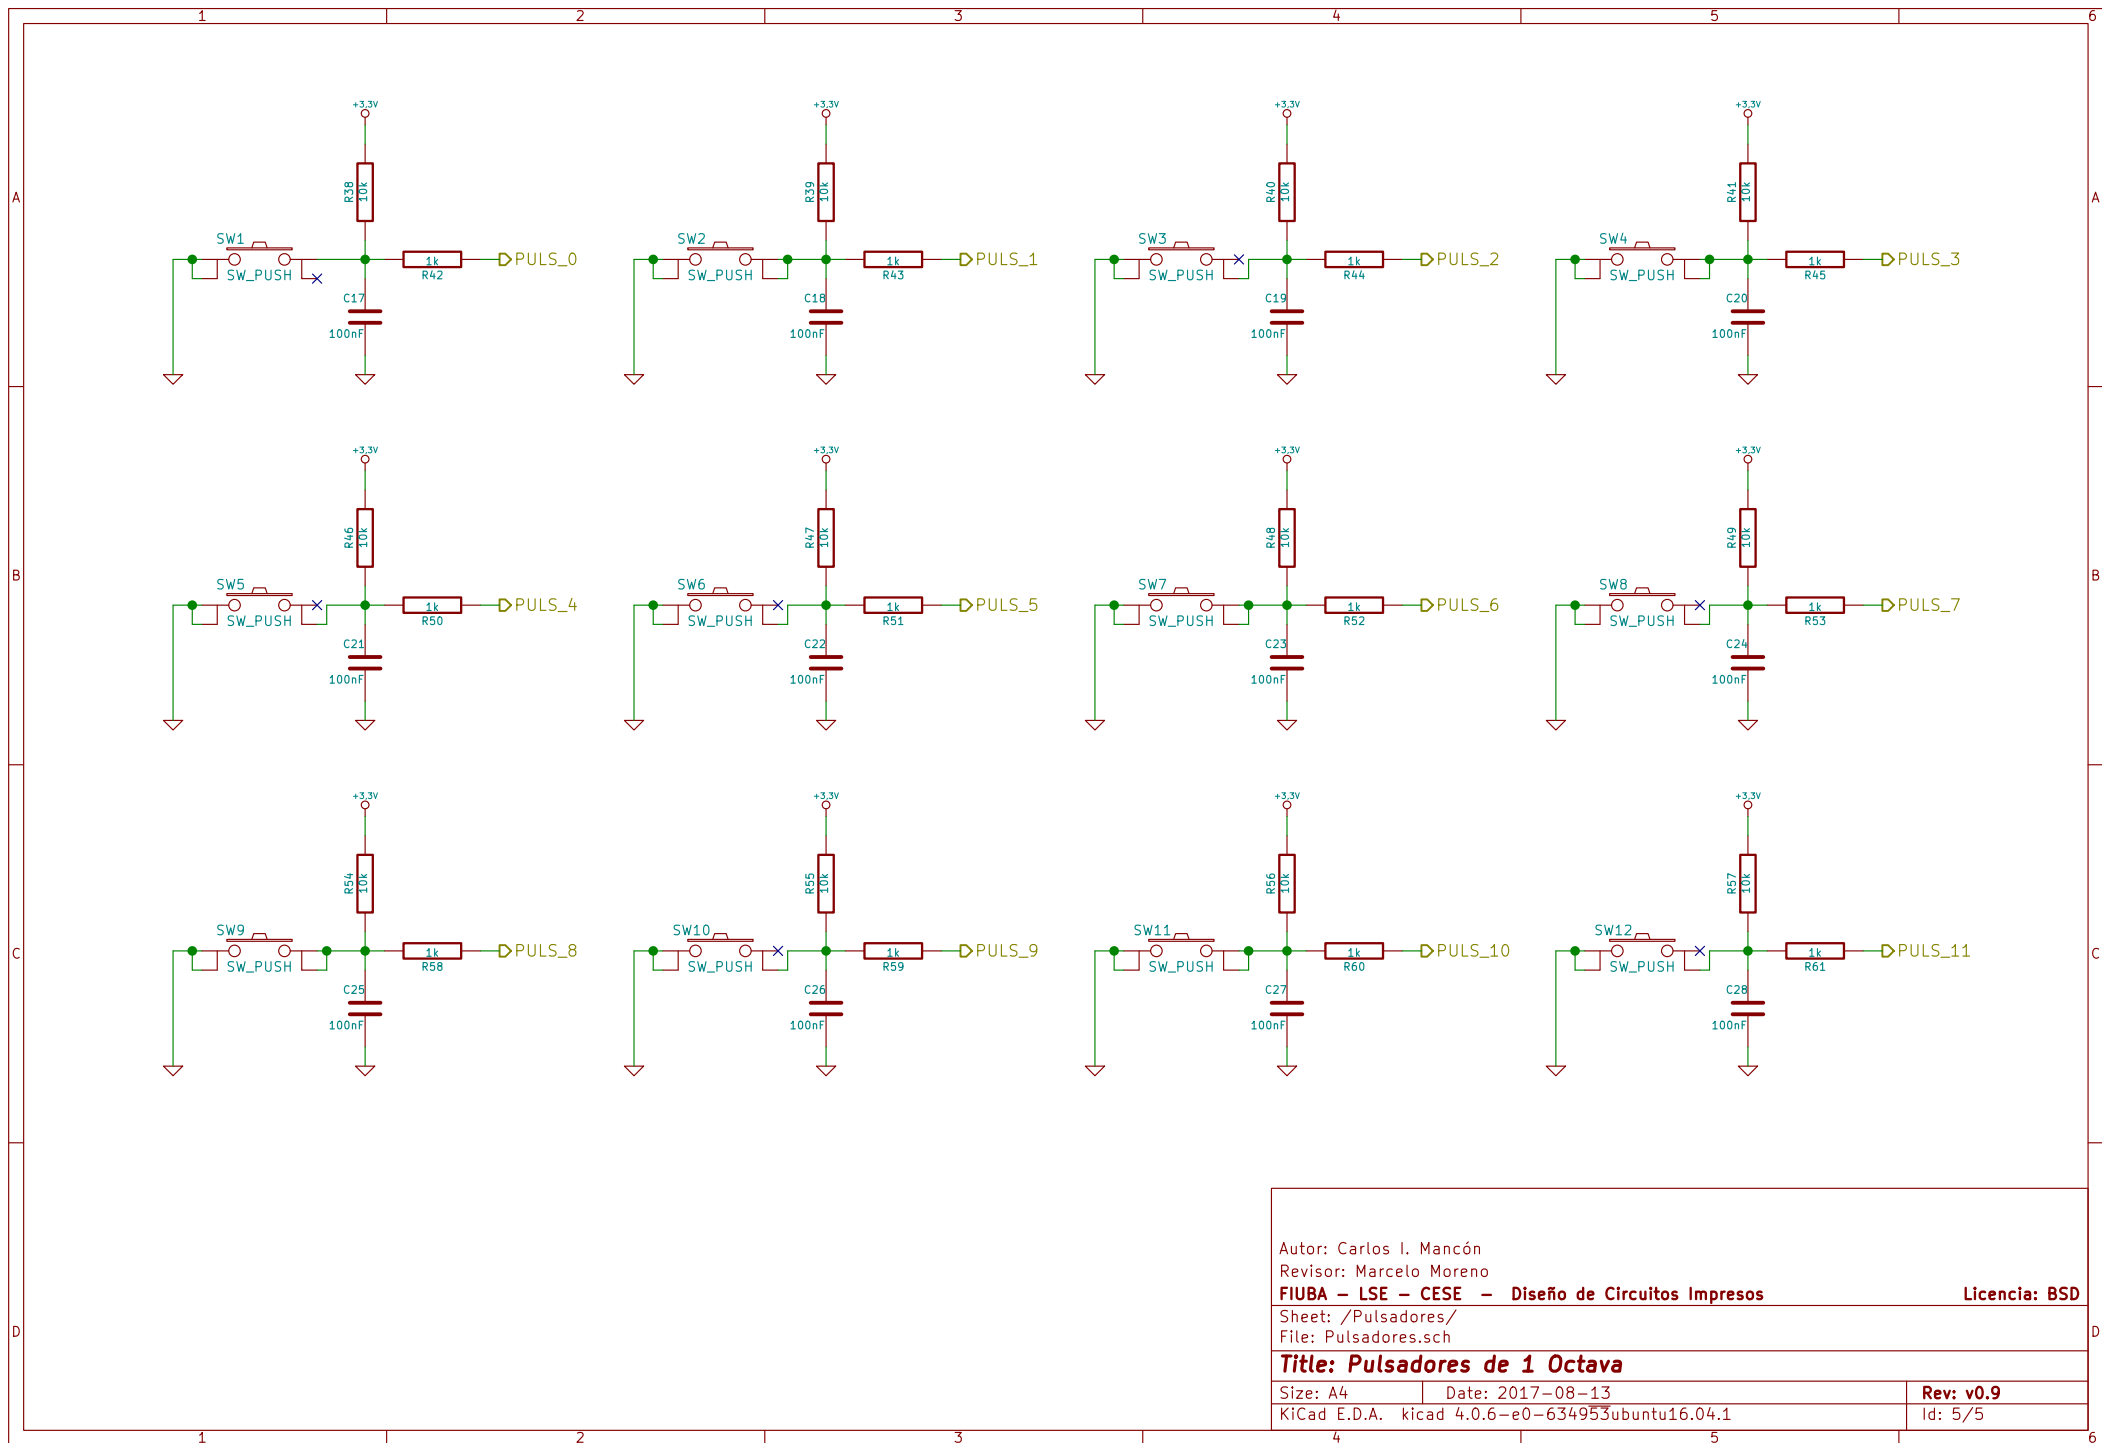 1 2 3 4 5 6
A A
+3,3V +3,3V +3,3V +3,3V
R38 10k R39 10k R40 10k R41 10k
SW1 SW2 SW3 SW4
1k PULS_0 1k PULS_1 1k PULS_2 1k PULS_3
SW_PUSH R42 SW_PUSH R43 SW_PUSH R44 SW_PUSH R45
C17 C18 C19 C20
100nF 100nF 100nF 100nF
+3,3V +3,3V +3,3V +3,3V
R46 10k R47 10k R48 10k R49 10k
B B
SW5 SW6 SW7 SW8
1k PULS_4 1k PULS_5 1k PULS_6 1k PULS_7
SW_PUSH R50 SW_PUSH R51 SW_PUSH R52 SW_PUSH R53
C21 C22 C23 C24
100nF 100nF 100nF 100nF
+3,3V +3,3V +3,3V +3,3V
R54 10k R55 10k R56 10k R57 10k
SW9 SW10 SW11 SW12
C C
1k PULS_8 1k PULS_9 1k PULS_10 1k PULS_11
SW_PUSH R58 SW_PUSH R59 SW_PUSH R60 SW_PUSH R61
C25 C26 C27 C28
100nF 100nF 100nF 100nF
Autor: Carlos I. Mancón
Revisor: Marcelo Moreno
FIUBA – LSE – CESE – Diseño de Circuitos Impresos Licencia: BSD
Sheet: /Pulsadores/
D D
File: Pulsadores.sch
Title: Pulsadores de 1 Octava
Size: A4 Date: 2017-08-13 Rev: v0.9
KiCad E.D.A. kicad 4.0.6-e0-634953ubuntu16.04.1 Id: 5/5
1 2 3 4 5 6